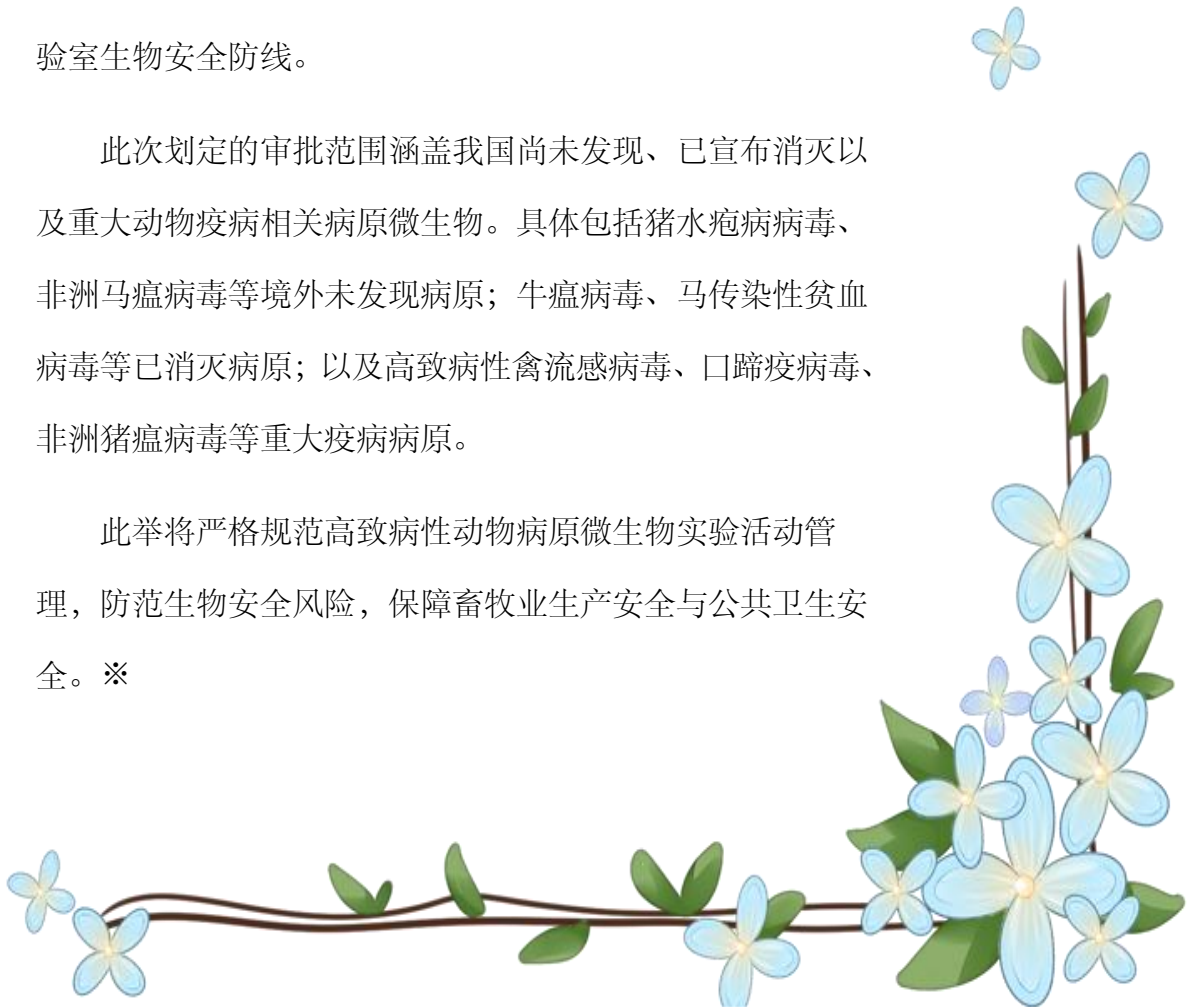 验室生物安全防线。
此次划定的审批范围涵盖我国尚未发现、已宣布消灭以
及重大动物疫病相关病原微生物。具体包括猪水疱病病毒、
非洲马瘟病毒等境外未发现病原；牛瘟病毒、马传染性贫血
病毒等已消灭病原；以及高致病性禽流感病毒、口蹄疫病毒、
非洲猪瘟病毒等重大疫病病原。
此举将严格规范高致病性动物病原微生物实验活动管
理，防范生物安全风险，保障畜牧业生产安全与公共卫生安
全。※